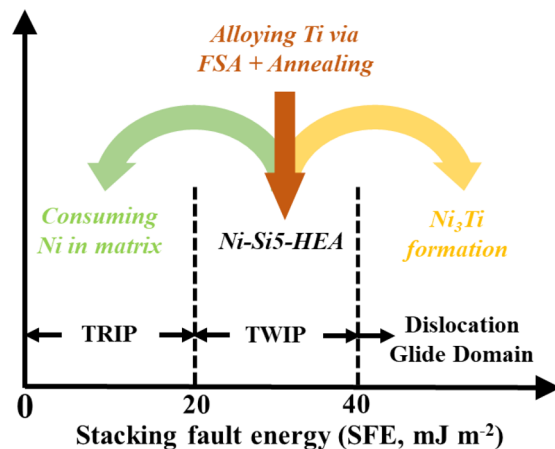 Alloying Ti via
FSA + Annealing
Consuming
Ni in matrix
Ni-Si5-HEA
Ni₃Ti
formation
TRIP
TWIP
Dislocation
Glide Domain
0
20
40
Stacking fault energy (SFE, mJ m⁻²)